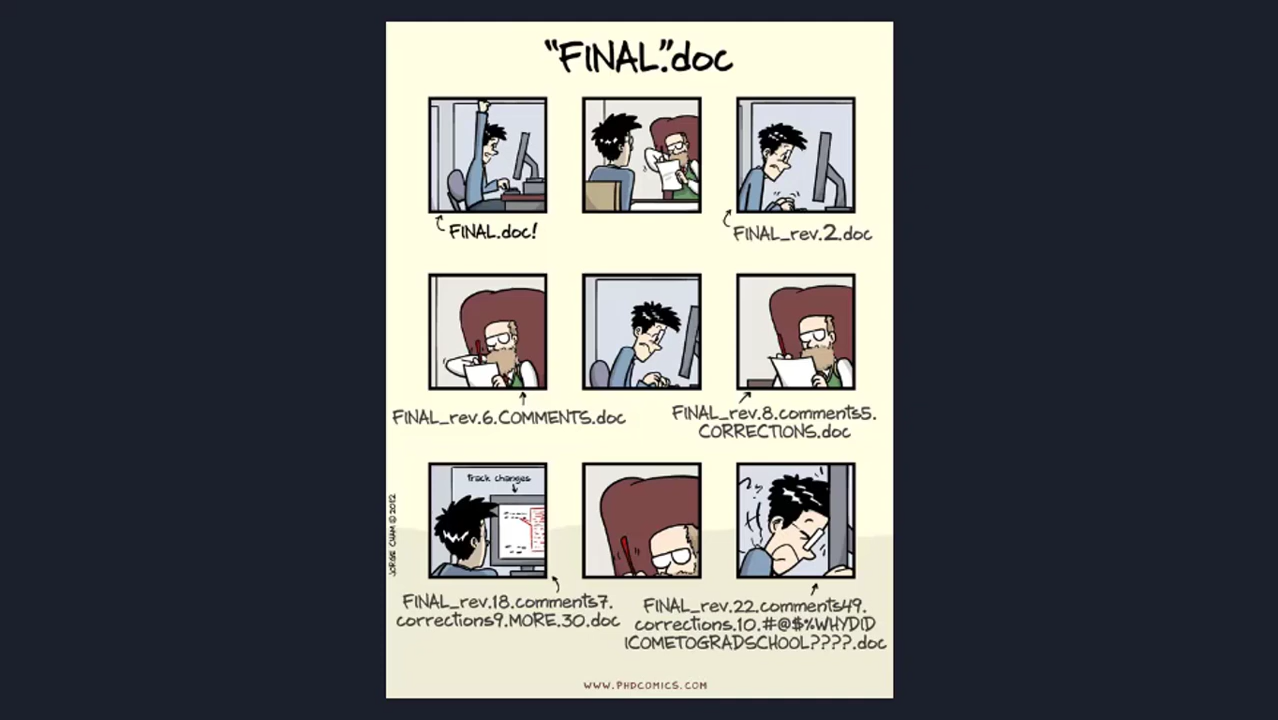 "FINAL".doc
FINAL.doc!
FINAL_rev.2.doc
FINAL_rev.6.COMMENTS.doc
FINAL_rev.8.comments5.
CORRECTIONS.doc
Track changes
FINAL_rev.18.comments7.
corrections9.MORE.30.doc
FINAL_rev.22.comments49.
corrections.10.#@$%WHYDID
ICOMETOGRADSCHOOL????.doc
JORGE CHAM © 2012
WWW.PHDCOMICS.COM